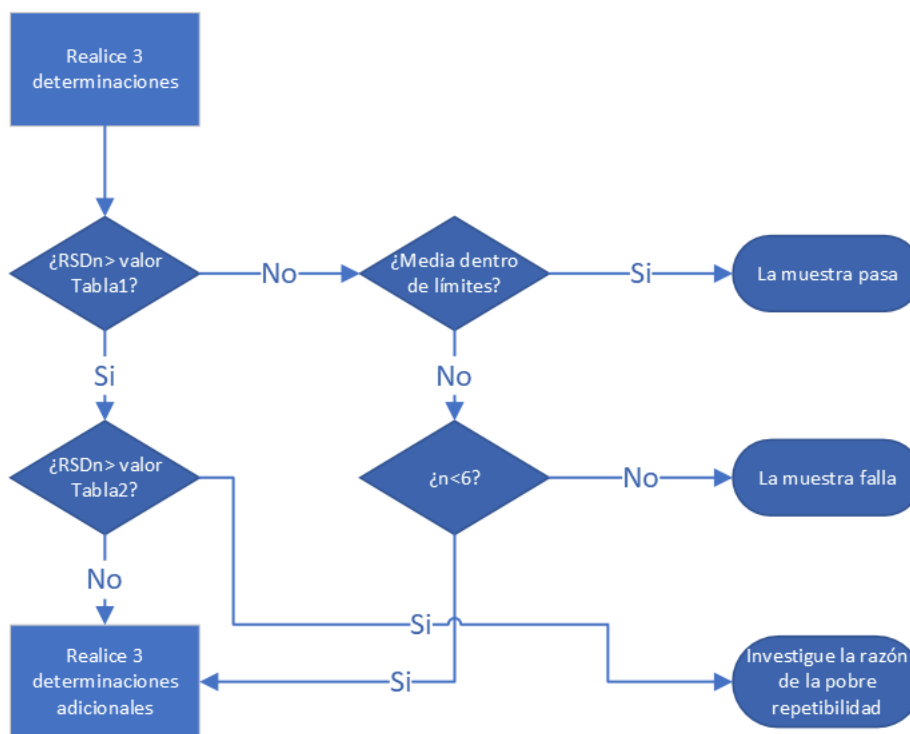 Realice 3
determinaciones
¿RSDn> valor
Tabla1?
No
¿Media dentro
de límites?
Si
La muestra pasa
Si
No
¿RSDn> valor
Tabla2?
¿n<6?
No
La muestra falla
No
Si
Realice 3
determinaciones
adicionales
Si
Investigue la razón
de la pobre
repetibilidad